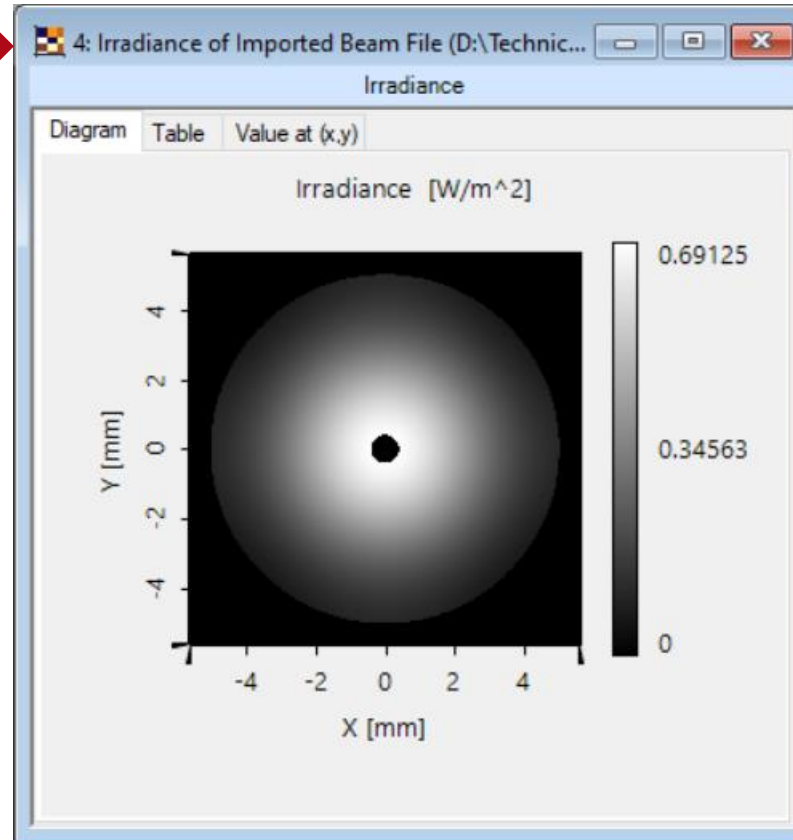 4: Irradiance of Imported Beam File (D:\Technic...
Irradiance
Diagram Table Value at (x,y)
Irradiance [W/m^2]
0.69125
0.34563
0
Y [mm]
4
2
0
-2
-4
-4 -2 0 2 4
X [mm]